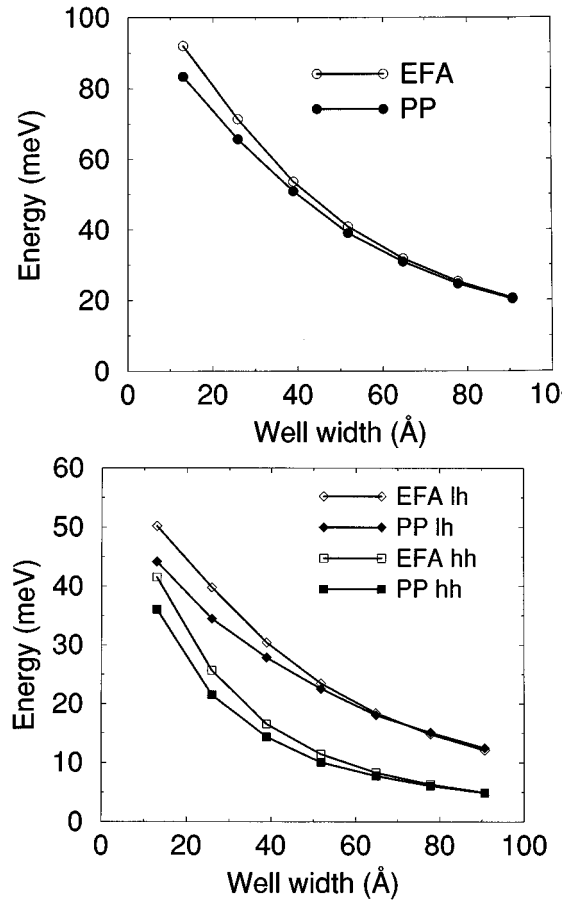 100
80
60
40
20
0
Energy (meV)
EFA
PP
0 20 40 60 80 10
Well width (Å)
60
50
40
30
20
10
0
Energy (meV)
EFA lh
PP lh
EFA hh
PP hh
0 20 40 60 80 100
Well width (Å)